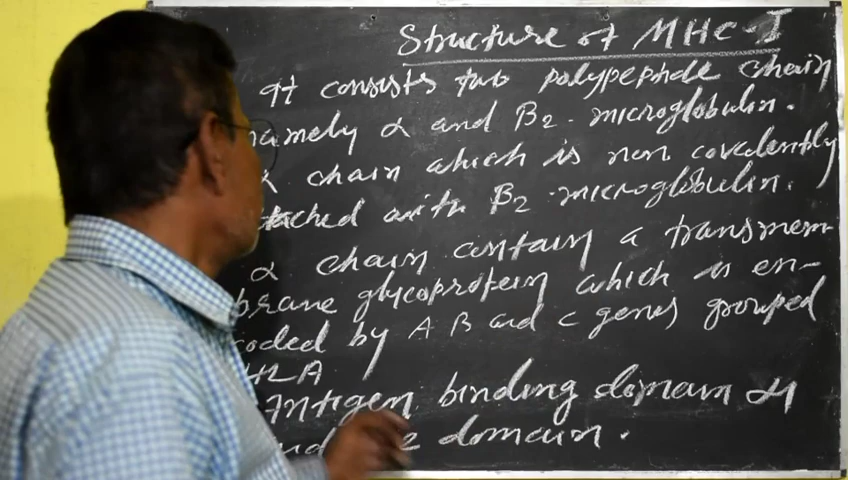 Structure of MHC-I
It consists two polypeptide chain
namely α and β2-microglobulin.
α chain which is non covalently
attached with β2-microglobulin.
α chain contain a transmem-
brane glycoprotein which is en-
coded by A B and C genes grouped
HLA
Antigen binding domain α1
2 domain.